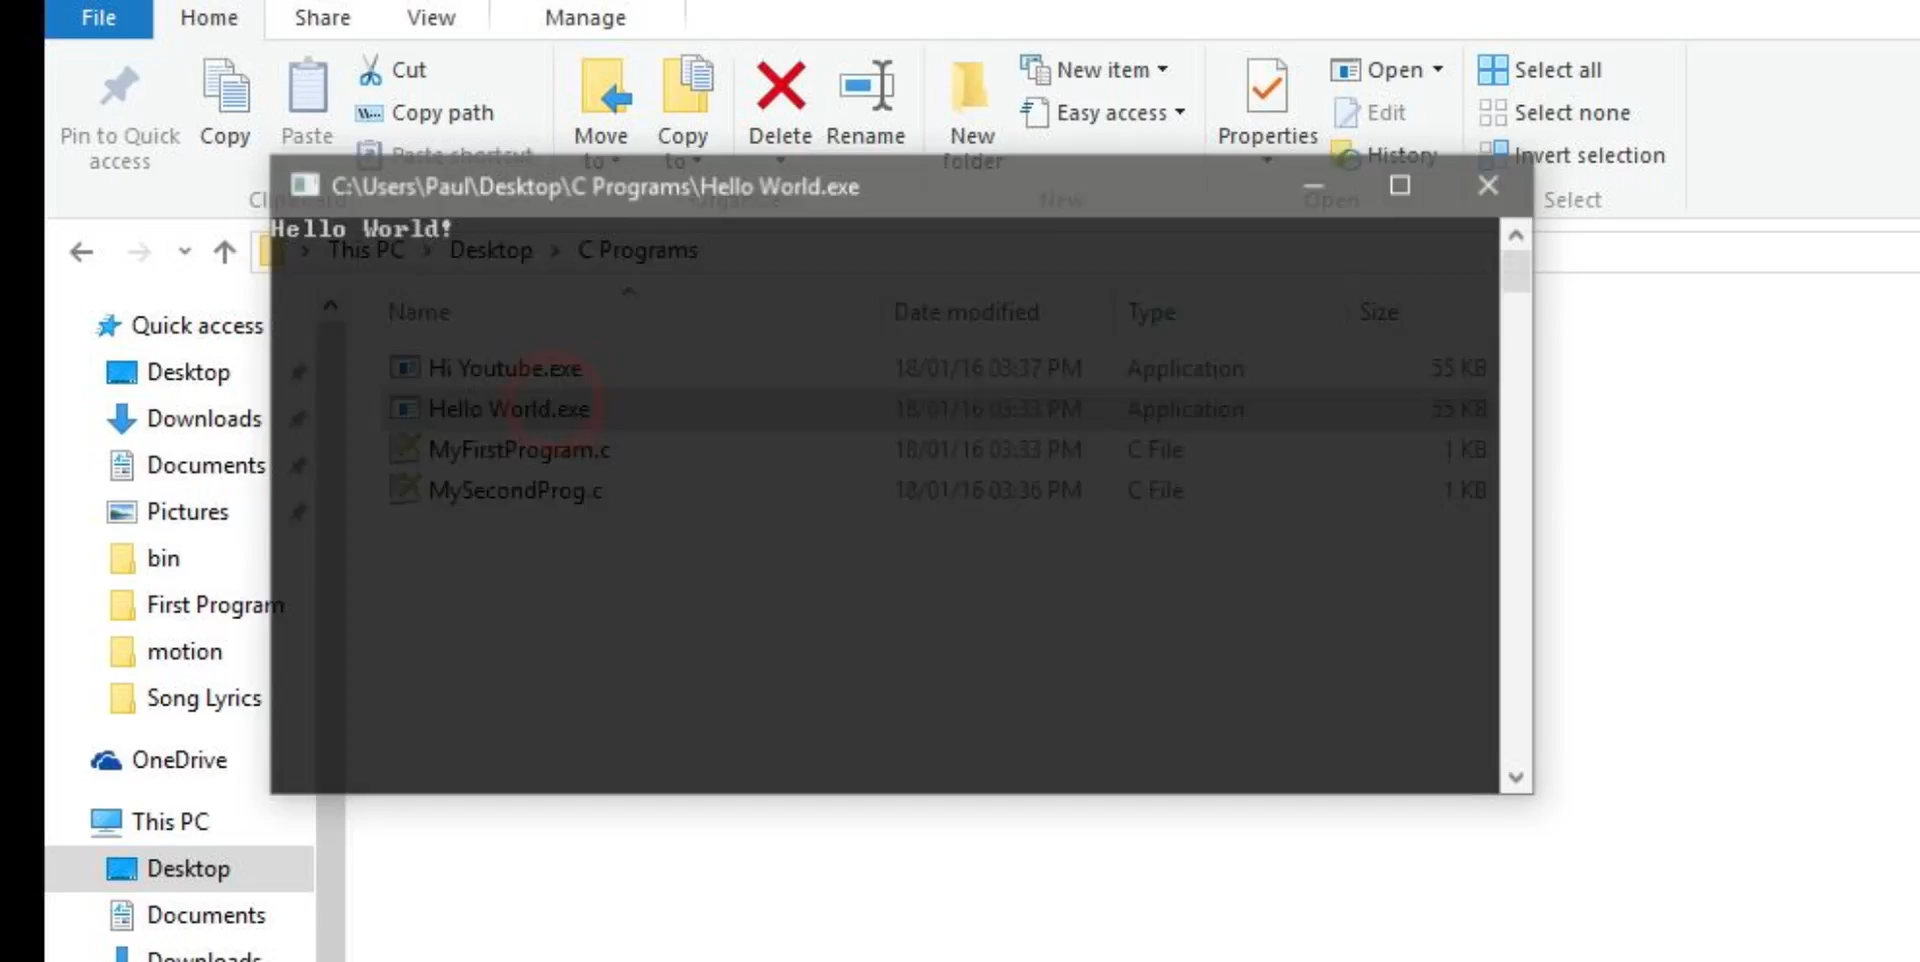 File Home Share View Manage
Cut
Copy path
Paste shortcut
Pin to Quick access
Copy
Paste
Move to
Copy to
Delete
Rename
New folder
New item
Easy access
Properties
Open
Edit
History
Select all
Select none
Invert selection
New
Open
Select
C:\Users\Paul\Desktop\C Programs\Hello World.exe
Hello World!
This PC > Desktop > C Programs
Name Date modified Type Size
Hi Youtube.exe 18/01/16 03:37 PM Application 55 KB
Hello World.exe 18/01/16 03:33 PM Application 55 KB
MyFirstProgram.c 18/01/16 03:33 PM C File 1 KB
MySecondProg.c 18/01/16 03:36 PM C File 1 KB
Quick access
Desktop
Downloads
Documents
Pictures
bin
First Program
motion
Song Lyrics
OneDrive
This PC
Desktop
Documents
Downloads